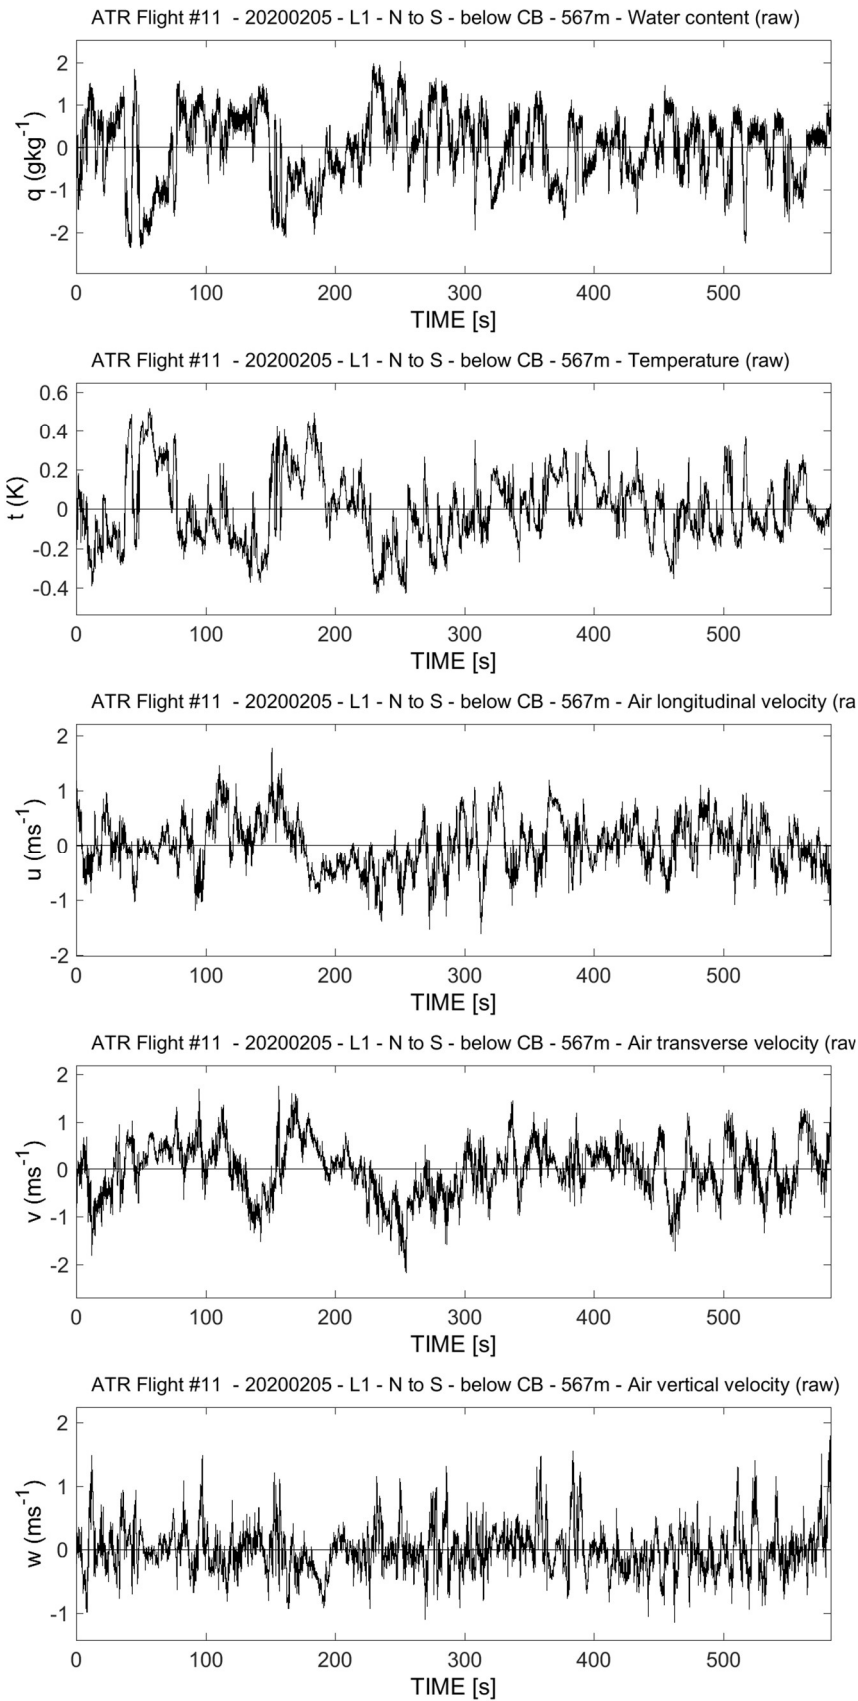 ATR Flight #11 - 20200205 - L1 - N to S - below CB - 567m - Water content (raw)
2
1
0
-1
-2
q (gkg⁻¹)
0 100 200 300 400 500
TIME [s]
ATR Flight #11 - 20200205 - L1 - N to S - below CB - 567m - Temperature (raw)
0.6
0.4
0.2
0
-0.2
-0.4
t (K)
0 100 200 300 400 500
TIME [s]
ATR Flight #11 - 20200205 - L1 - N to S - below CB - 567m - Air longitudinal velocity (ra
2
1
0
-1
-2
u (ms⁻¹)
0 100 200 300 400 500
TIME [s]
ATR Flight #11 - 20200205 - L1 - N to S - below CB - 567m - Air transverse velocity (raw
2
1
0
-1
-2
v (ms⁻¹)
0 100 200 300 400 500
TIME [s]
ATR Flight #11 - 20200205 - L1 - N to S - below CB - 567m - Air vertical velocity (raw)
2
1
0
-1
w (ms⁻¹)
0 100 200 300 400 500
TIME [s]